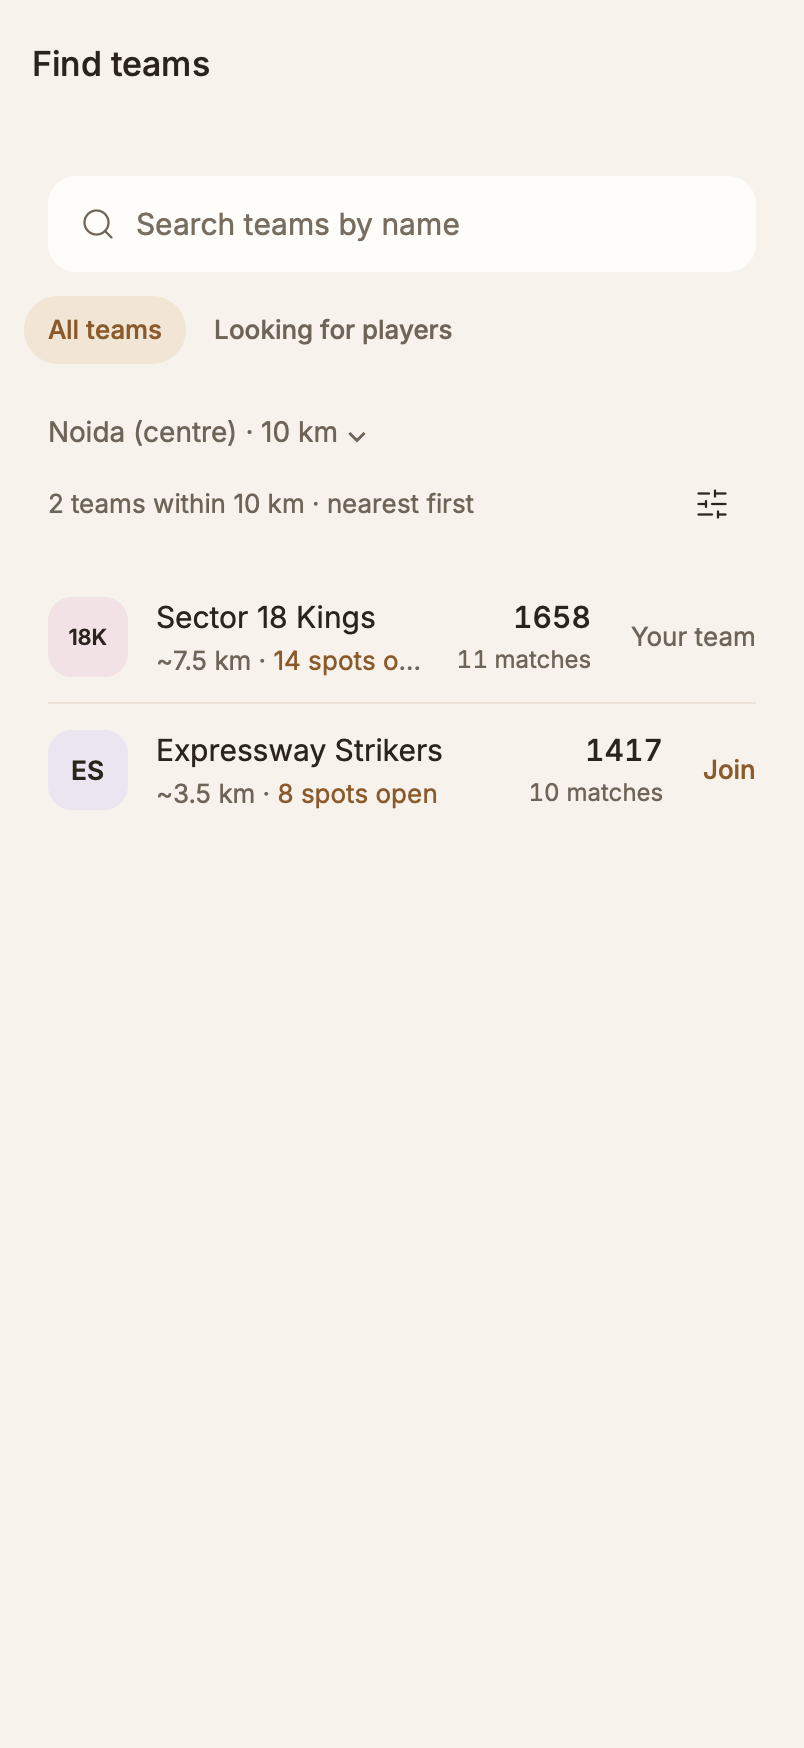 Find teams
Search teams by name
All teams Looking for players
Noida (centre) · 10 km
2 teams within 10 km · nearest first
18K Sector 18 Kings 1658 Your team
~7.5 km · 14 spots o... 11 matches
ES Expressway Strikers 1417 Join
~3.5 km · 8 spots open 10 matches